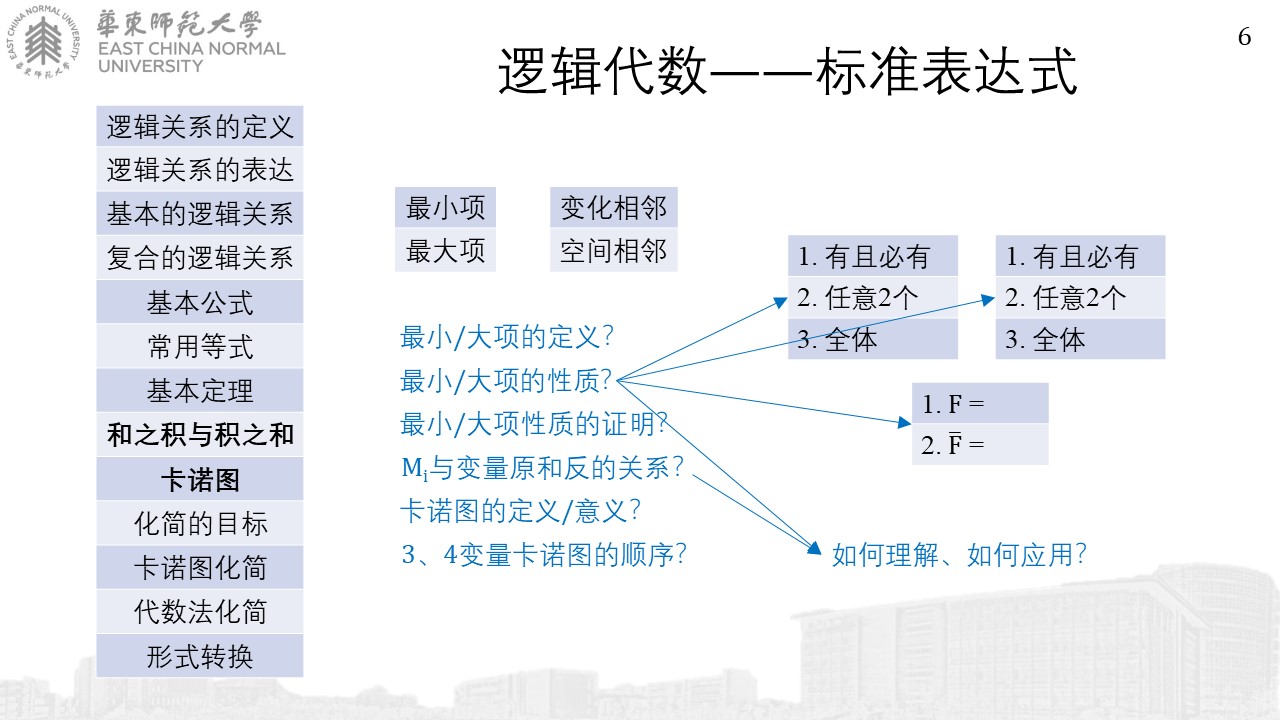 華東師範大學
EAST CHINA NORMAL
UNIVERSITY
EAST CHINA NORMAL UNIVERSITY
華東师范大学
6
逻辑代数——标准表达式
逻辑关系的定义
逻辑关系的表达
基本的逻辑关系
复合的逻辑关系
基本公式
常用等式
基本定理
和之积与积之和
卡诺图
化简的目标
卡诺图化简
代数法化简
形式转换
最小项
最大项
变化相邻
空间相邻
1. 有且必有
2. 任意2个
3. 全体
1. 有且必有
2. 任意2个
3. 全体
最小/大项的定义?
最小/大项的性质?
最小/大项性质的证明?
Mᵢ与变量原和反的关系?
卡诺图的定义/意义?
3、4变量卡诺图的顺序?
1. F =
2. F̅ =
如何理解、如何应用?